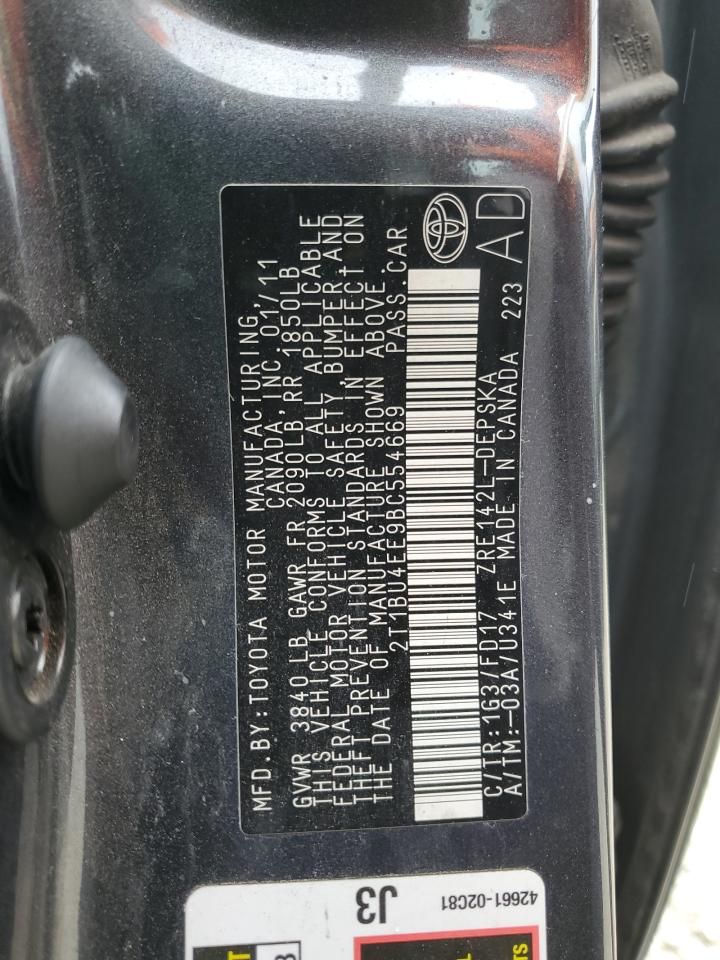 MFD.BY:TOYOTA MOTOR MANUFACTURING,
CANADA,INC. 01/11
GVWR 3840LB GAWR FR 2090LB,RR 1850LB
THIS VEHICLE CONFORMS TO ALL APPLICABLE
FEDERAL MOTOR VEHICLE SAFETY,BUMPER,AND
THEFT PREVENTION STANDARDS IN EFFECT ON
THE DATE OF MANUFACTURE SHOWN ABOVE.
2T1BU4EE9BC554669 PASS.CAR
C/TR:1G3/FD17 ZRE142L-DEPSKA
A/TM:-03A/U341E MADE IN CANADA 223
AD
J3
42661-02C81